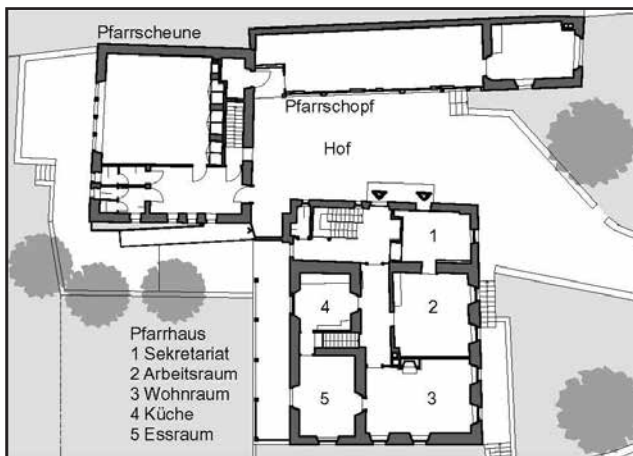 Pfarrscheune
Pfarrschopf
Hof
1
2
4
3
5
Pfarrhaus
1 Sekretariat
2 Arbeitsraum
3 Wohnraum
4 Küche
5 Essraum